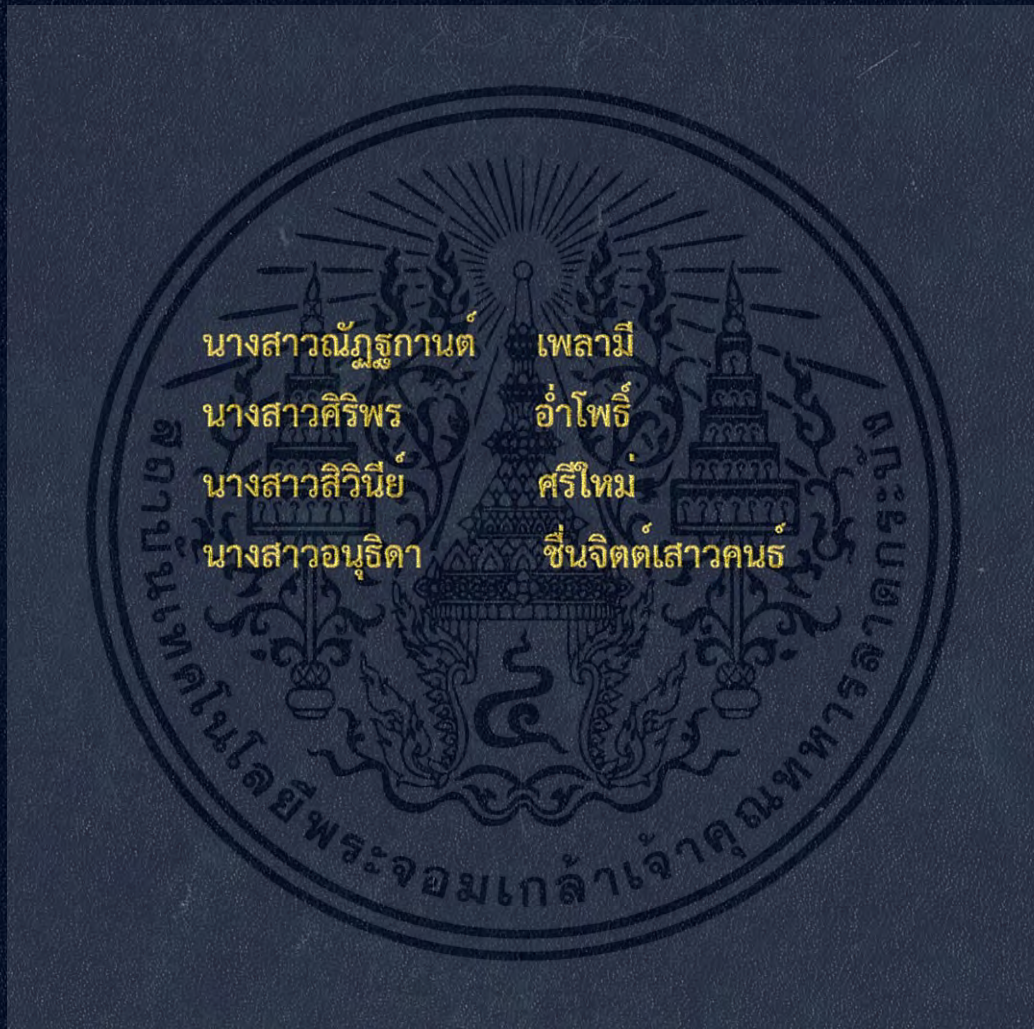 นางสาวณัฏฐกานต์ เพลามี
นางสาวศิริพร อ่ำโพธิ์
นางสาวสิวินีย์ ศรีใหม่
นางสาวอนุธิดา ชื่นจิตต์เสาวคนธ์
สถาบันเทคโนโลยีพระจอมเกล้าเจ้าคุณทหารลาดกระบัง
๔